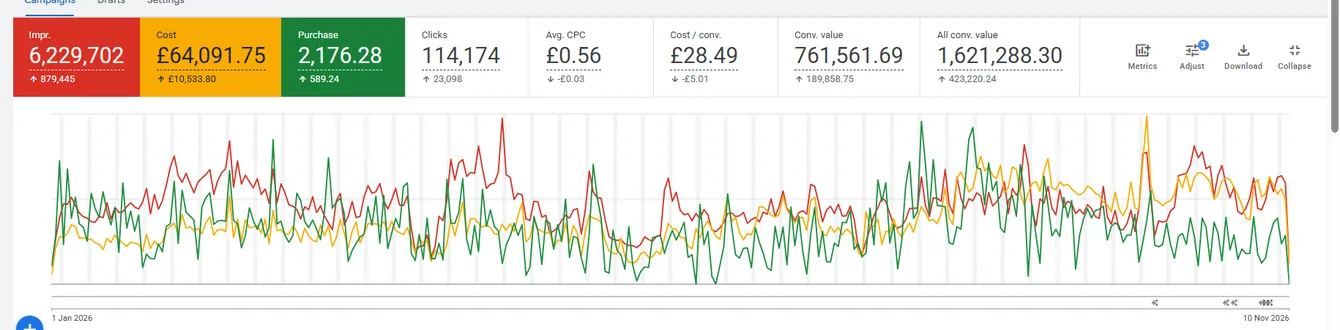 Campaigns Drafts Settings
Impr. Cost Purchase Clicks Avg. CPC Cost / conv. Conv. value All conv. value
6,229,702 £64,091.75 2,176.28 114,174 £0.56 £28.49 761,561.69 1,621,288.30
↑ 879,445 ↑ £10,533.80 ↑ 589.24 ↑ 23,098 ↓ -£0.03 ↓ -£5.01 ↑ 189,858.75 ↑ 423,220.24
3
Metrics Adjust Download Collapse
1 Jan 2026 10 Nov 2026